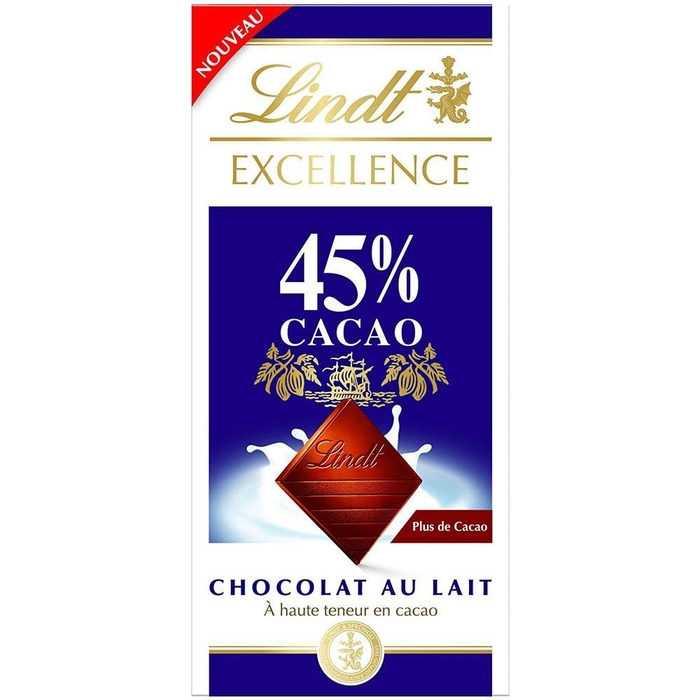 NOUVEAU
Lindt
EXCELLENCE
45%
CACAO
Lindt
Plus de Cacao
CHOCOLAT AU LAIT
À haute teneur en cacao